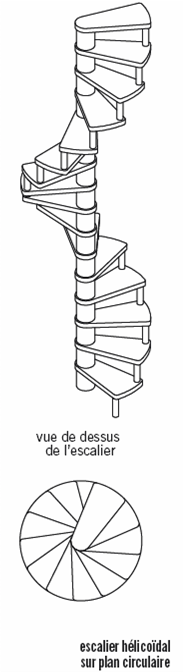 vue de dessus
de l'escalier
escalier hélicoïdal
sur plan circulaire